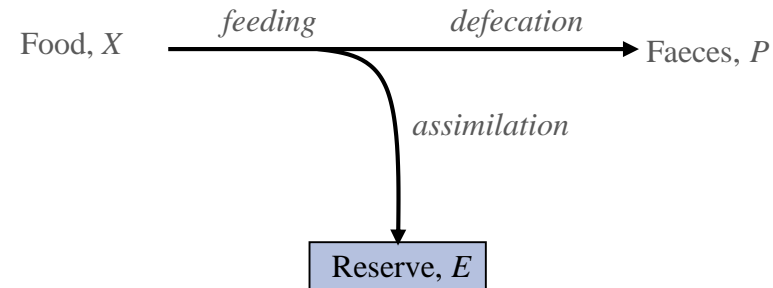 feeding
defecation
Food, X
Faeces, P
assimilation
Reserve, E